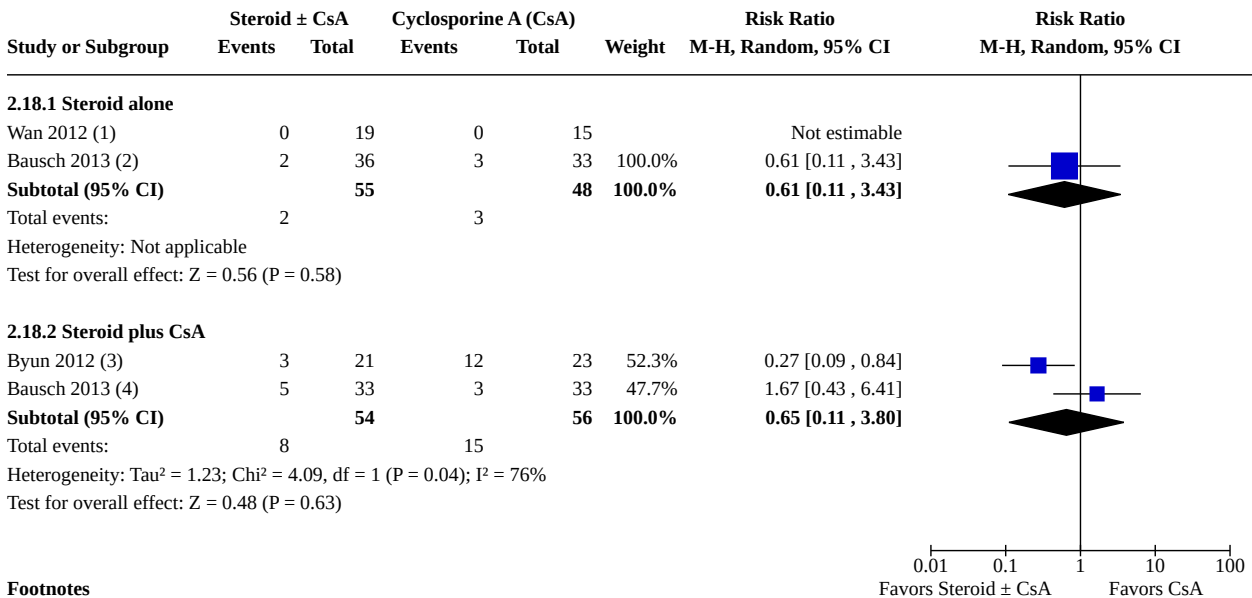 Steroid ± CsA Cyclosporine A (CsA) Risk Ratio Risk Ratio
Study or Subgroup Events Total Events Total Weight M-H, Random, 95% CI M-H, Random, 95% CI
2.18.1 Steroid alone
Wan 2012 (1) 0 19 0 15 Not estimable
Bausch 2013 (2) 2 36 3 33 100.0% 0.61 [0.11 , 3.43]
Subtotal (95% CI) 55 48 100.0% 0.61 [0.11 , 3.43]
Total events: 2 3
Heterogeneity: Not applicable
Test for overall effect: Z = 0.56 (P = 0.58)
2.18.2 Steroid plus CsA
Byun 2012 (3) 3 21 12 23 52.3% 0.27 [0.09 , 0.84]
Bausch 2013 (4) 5 33 3 33 47.7% 1.67 [0.43 , 6.41]
Subtotal (95% CI) 54 56 100.0% 0.65 [0.11 , 3.80]
Total events: 8 15
Heterogeneity: Tau² = 1.23; Chi² = 4.09, df = 1 (P = 0.04); I² = 76%
Test for overall effect: Z = 0.48 (P = 0.63)
0.01 0.1 1 10 100
Footnotes Favors Steroid ± CsA Favors CsA